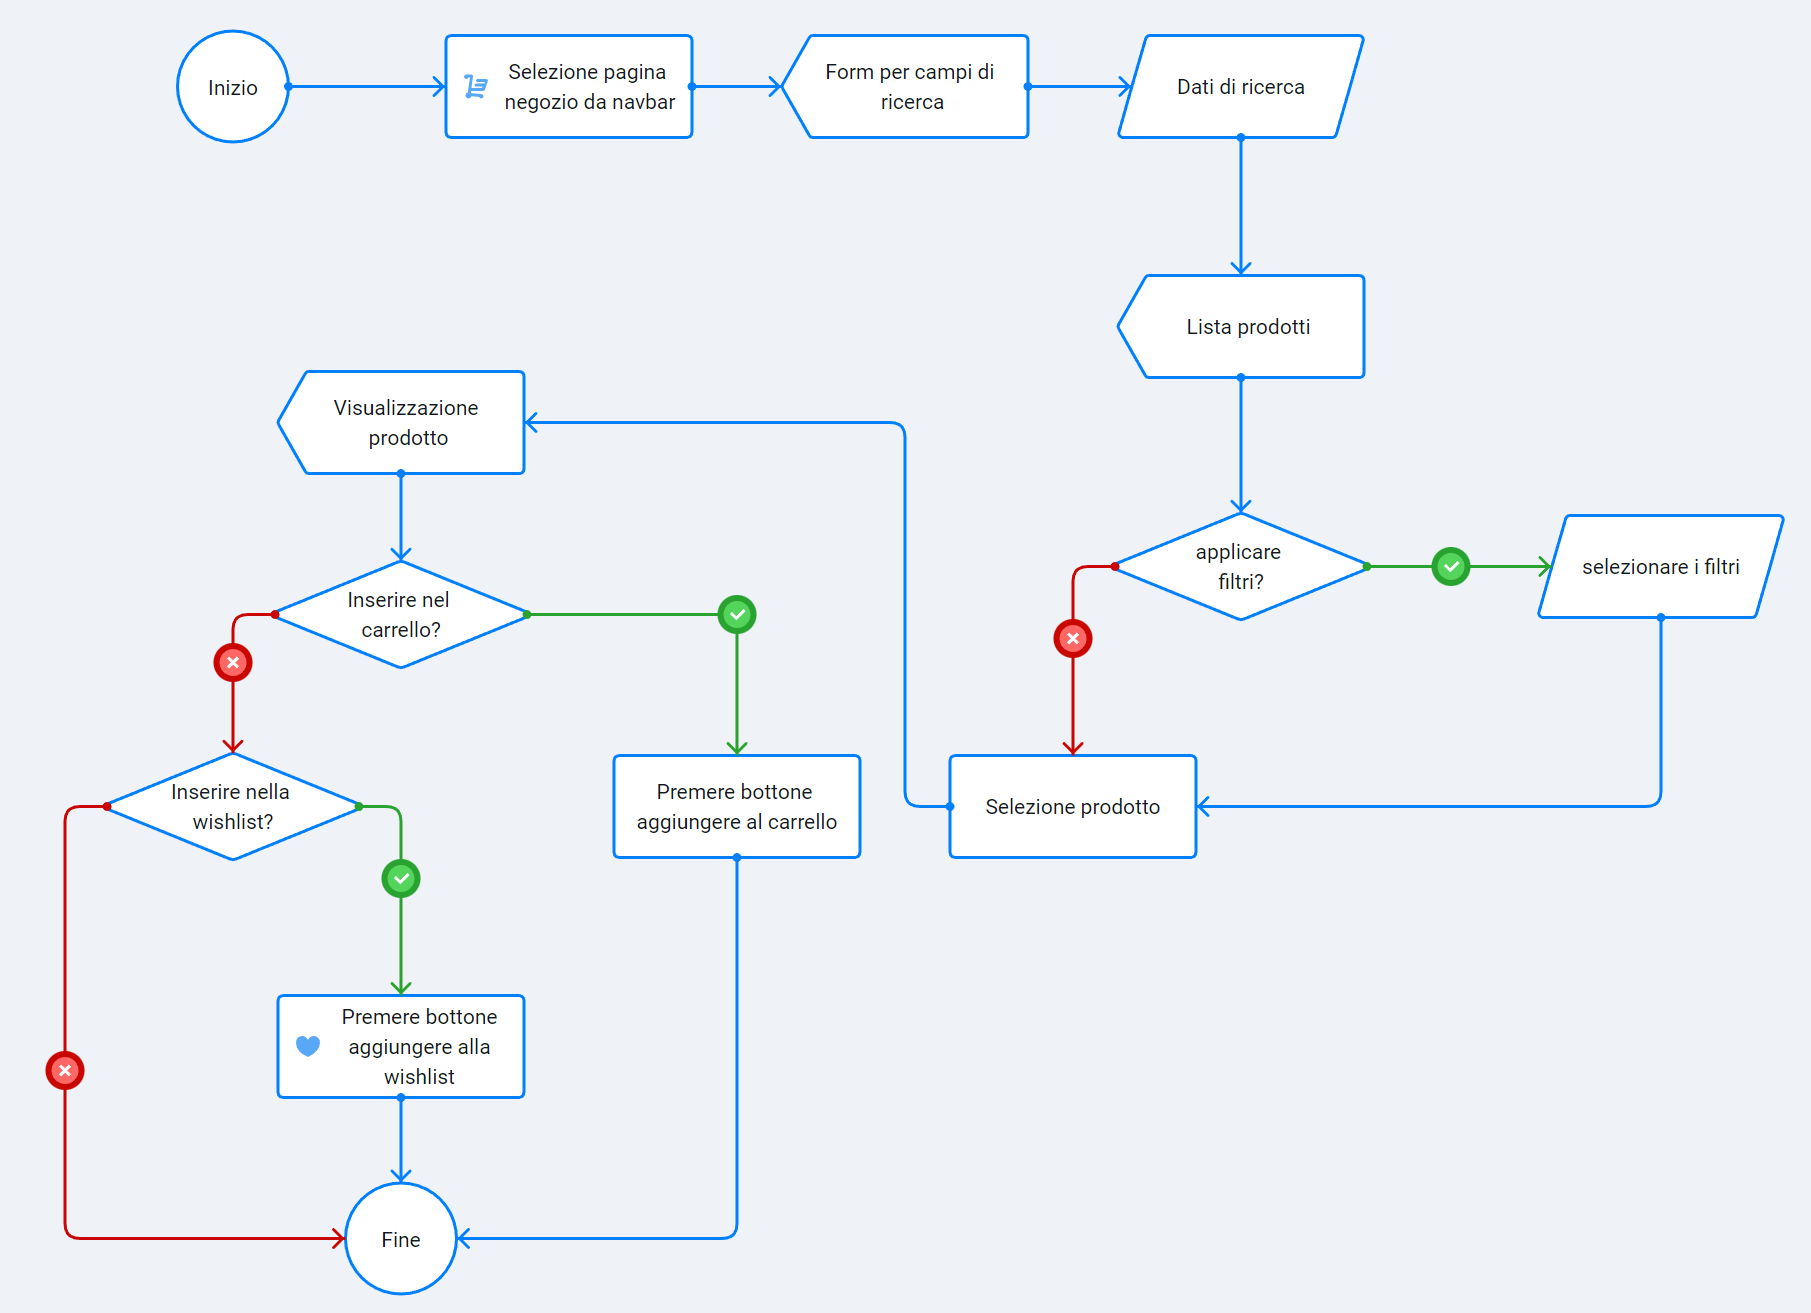 Inizio
Selezione pagina
negozio da navbar
Form per campi di
ricerca
Dati di ricerca
Lista prodotti
applicare
filtri?
selezionare i filtri
Selezione prodotto
Visualizzazione
prodotto
Inserire nel
carrello?
Premere bottone
aggiungere al carrello
Inserire nella
wishlist?
Premere bottone
aggiungere alla
wishlist
Fine